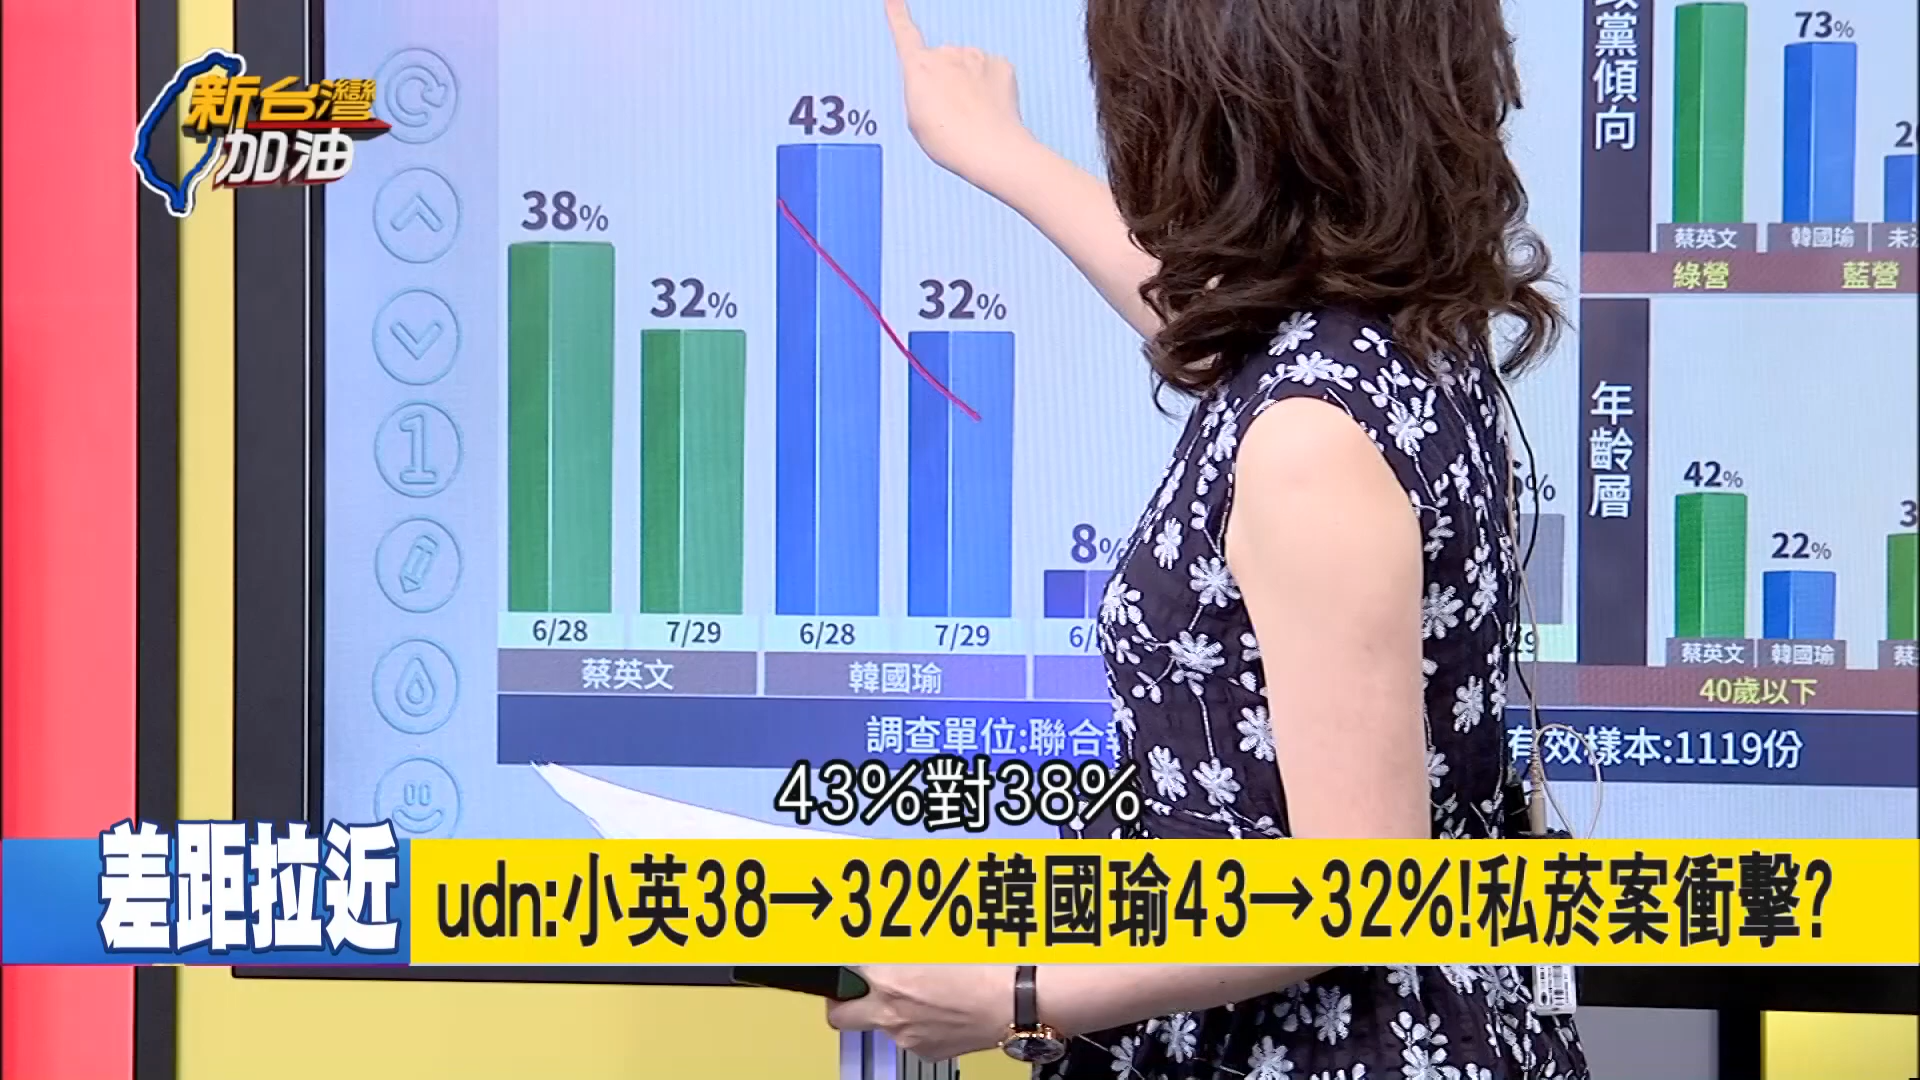 新台灣
加油
43%
38%
32%
32%
8%
6/28
7/29
6/28
7/29
蔡英文
韓國瑜
調查單位:聯合
有效樣本:1119份
黨傾向
73%
蔡英文
韓國瑜
綠營
藍營
年齡層
42%
22%
蔡英文
韓國瑜
40歲以下
1
43%對38%
差距拉近
udn:小英38→32%韓國瑜43→32%!私菸案衝擊?